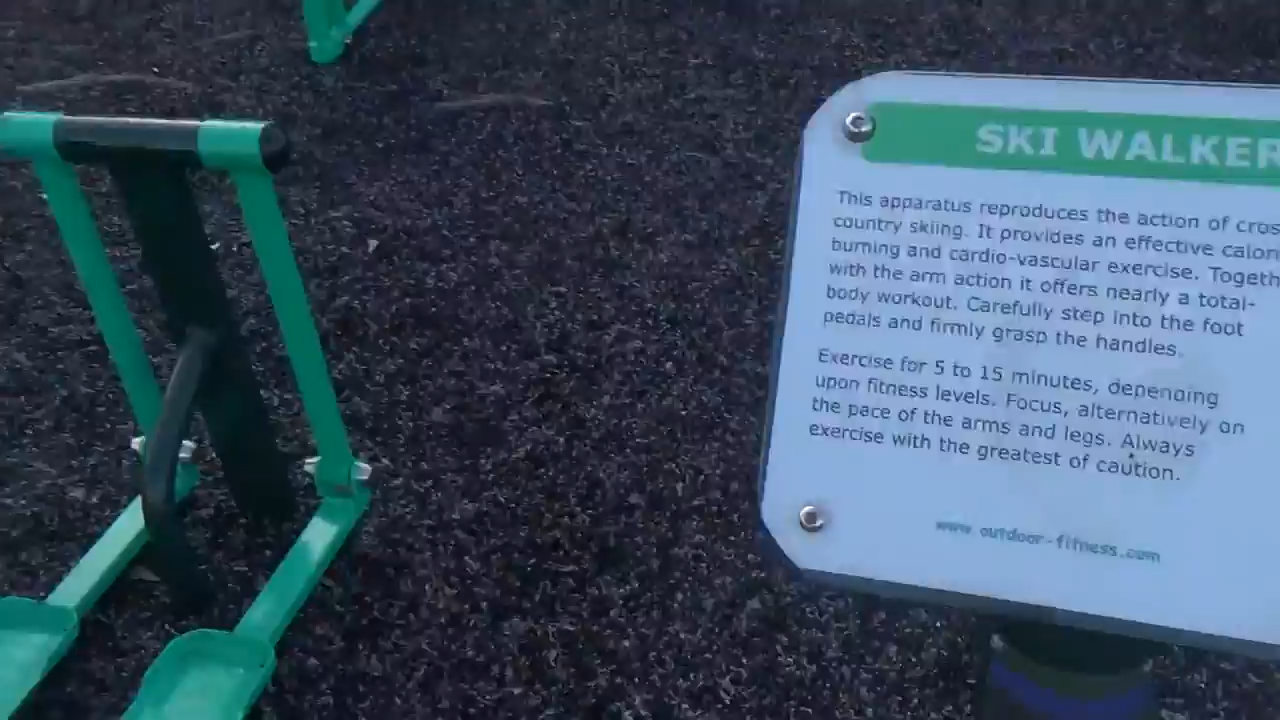 SKI WALKER
This apparatus reproduces the action of cros
country skiing. It provides an effective calor
burning and cardio-vascular exercise. Togeth
with the arm action it offers nearly a total-
body workout. Carefully step into the foot
pedals and firmly grasp the handles.
Exercise for 5 to 15 minutes, depending
upon fitness levels. Focus, alternatively on
the pace of the arms and legs. Always
exercise with the greatest of caution.
www.outdoor-fitness.com